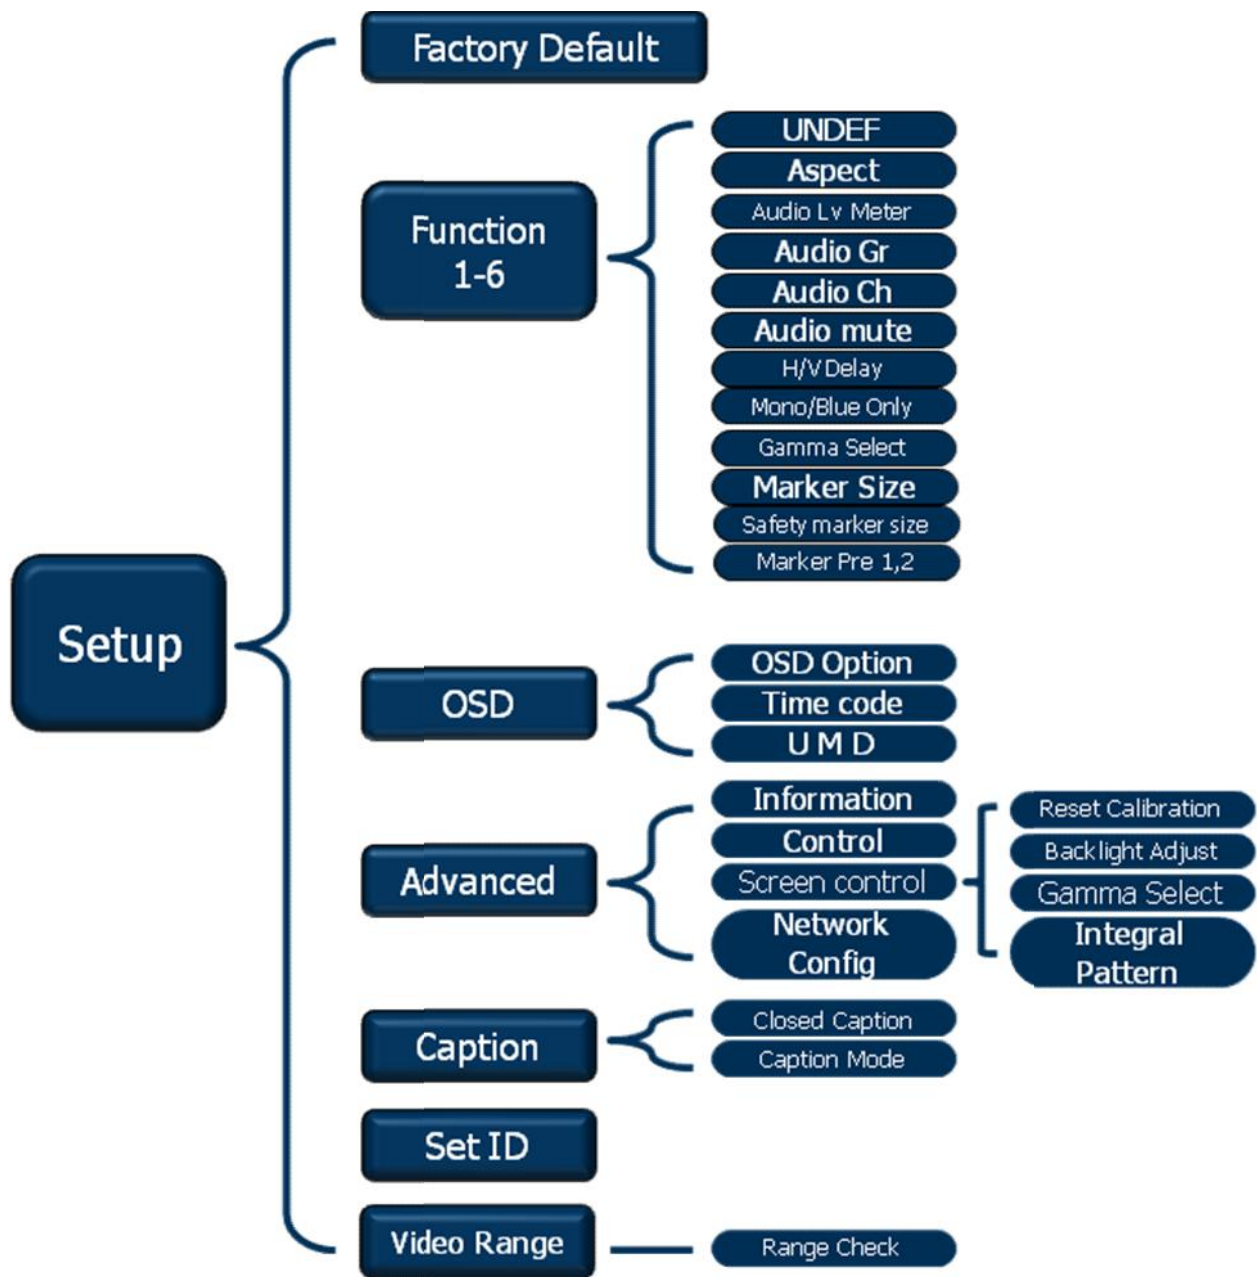 Factory Default
Function
1-6
UNDEF
Aspect
Audio Lv Meter
Audio Gr
Audio Ch
Audio mute
H/V Delay
Mono/Blue Only
Gamma Select
Marker Size
Safety marker size
Marker Pre 1,2
Setup
OSD
OSD Option
Time code
U M D
Advanced
Information
Control
Screen control
Network
Config
Reset Calibration
Backlight Adjust
Gamma Select
Integral
Pattern
Caption
Closed Caption
Caption Mode
Set ID
Video Range
Range Check